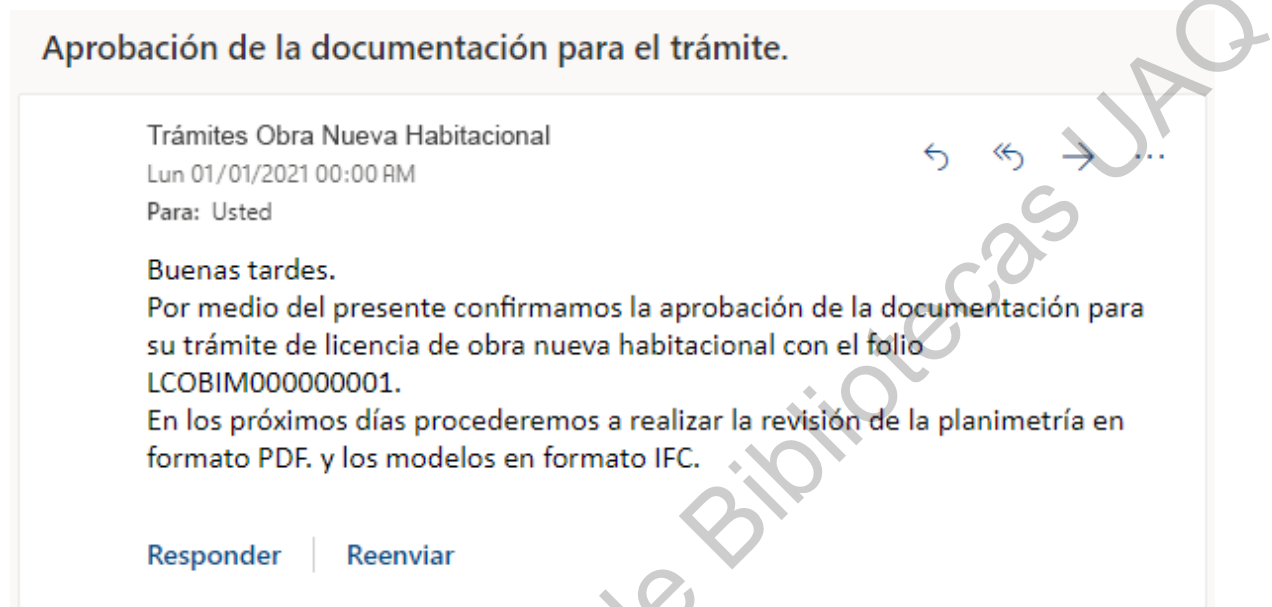 Aprobación de la documentación para el trámite.
Trámites Obra Nueva Habitacional
Lun 01/01/2021 00:00 AM
Para: Usted
Buenas tardes.
Por medio del presente confirmamos la aprobación de la documentación para
su trámite de licencia de obra nueva habitacional con el folio
LCOBIM000000001.
En los próximos días procederemos a realizar la revisión de la planimetría en
formato PDF. y los modelos en formato IFC.
Responder Reenviar
de Bibliotecas UAQ